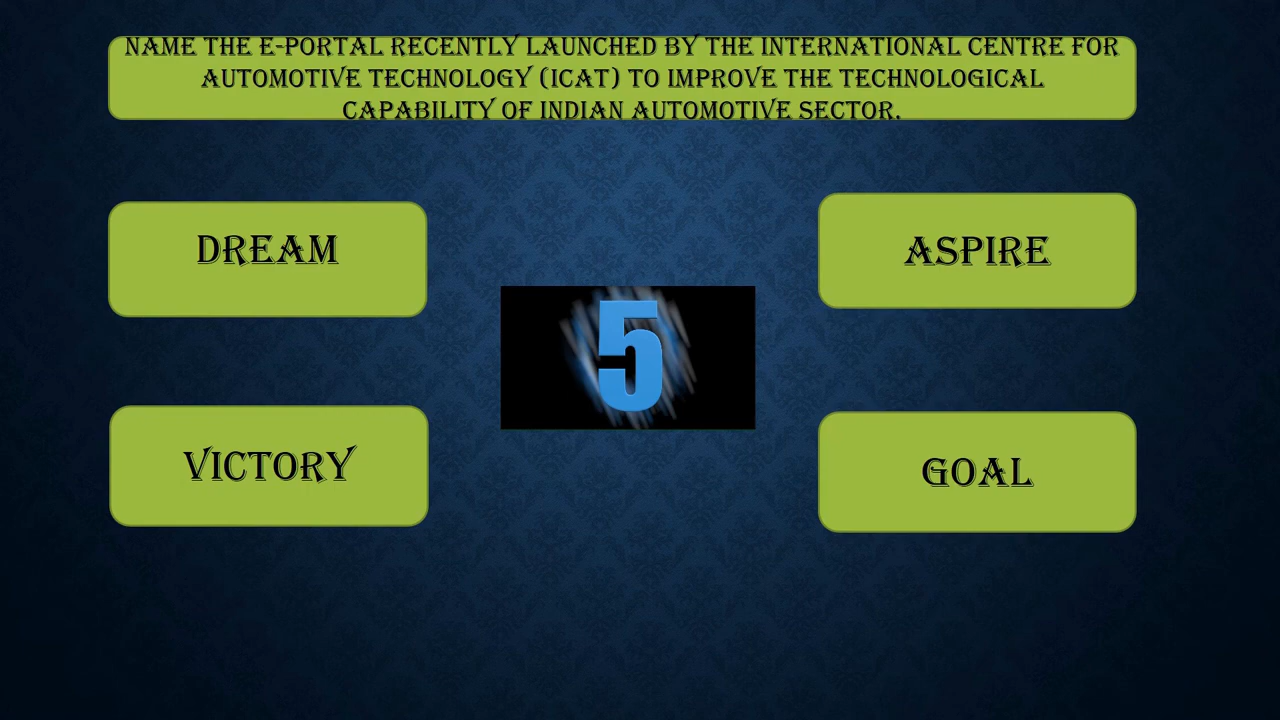 NAME THE E-PORTAL RECENTLY LAUNCHED BY THE INTERNATIONAL CENTRE FOR
AUTOMOTIVE TECHNOLOGY (ICAT) TO IMPROVE THE TECHNOLOGICAL
CAPABILITY OF INDIAN AUTOMOTIVE SECTOR.
DREAM
ASPIRE
5
VICTORY
GOAL